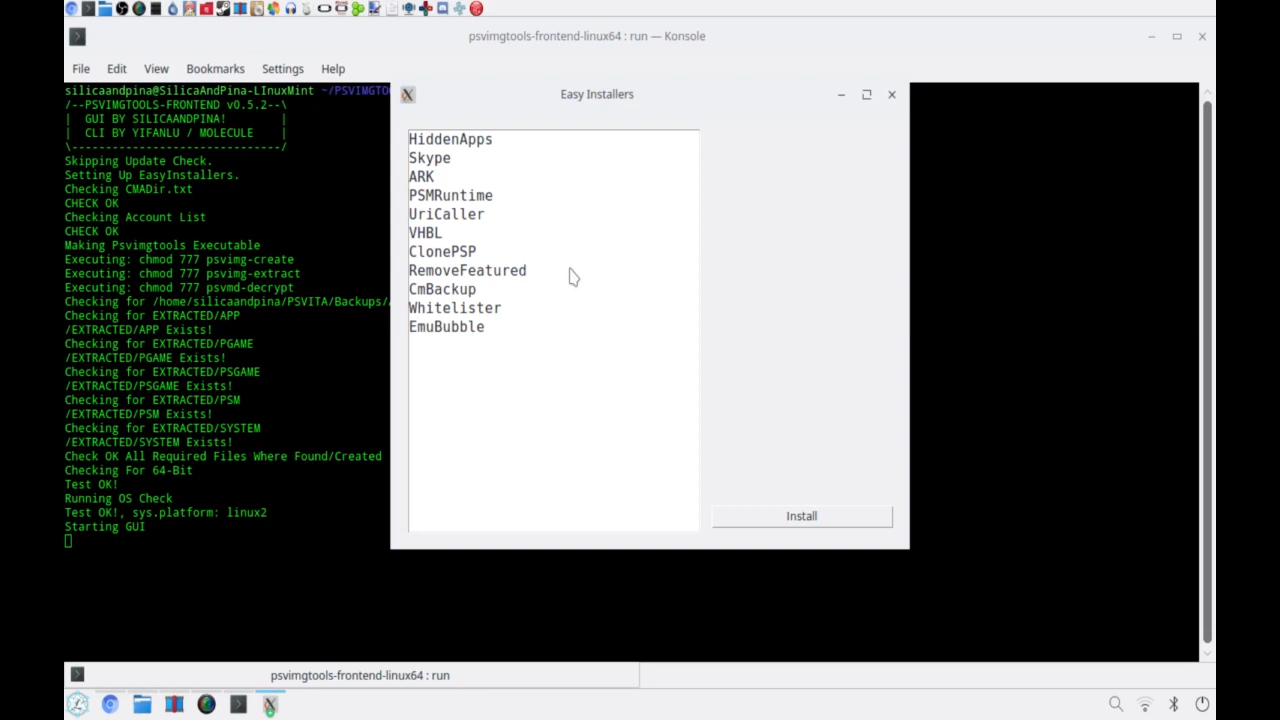 psvimgtools-frontend-linux64 : run — Konsole
File Edit View Bookmarks Settings Help
silicaandpina@SilicaAndPina-LInuxMint ~/PSVIMGTO
/--PSVIMGTOOLS-FRONTEND v0.5.2--\
| GUI BY SILICAANDPINA! |
| CLI BY YIFANLU / MOLECULE |
\-------------------------------/
Skipping Update Check.
Setting Up EasyInstallers.
Checking CMADir.txt
CHECK OK
Checking Account List
CHECK OK
Making Psvimgtools Executable
Executing: chmod 777 psvimg-create
Executing: chmod 777 psvimg-extract
Executing: chmod 777 psvmd-decrypt
Checking for /home/silicaandpina/PSVITA/Backups/
Checking for EXTRACTED/APP
/EXTRACTED/APP Exists!
Checking for EXTRACTED/PGAME
/EXTRACTED/PGAME Exists!
Checking for EXTRACTED/PSGAME
/EXTRACTED/PSGAME Exists!
Checking for EXTRACTED/PSM
/EXTRACTED/PSM Exists!
Checking for EXTRACTED/SYSTEM
/EXTRACTED/SYSTEM Exists!
Check OK All Required Files Where Found/Created
Checking For 64-Bit
Test OK!
Running OS Check
Test OK!, sys.platform: linux2
Starting GUI
Easy Installers
HiddenApps
Skype
ARK
PSMRuntime
UriCaller
VHBL
ClonePSP
RemoveFeatured
CmBackup
Whitelister
EmuBubble
Install
psvimgtools-frontend-linux64 : run